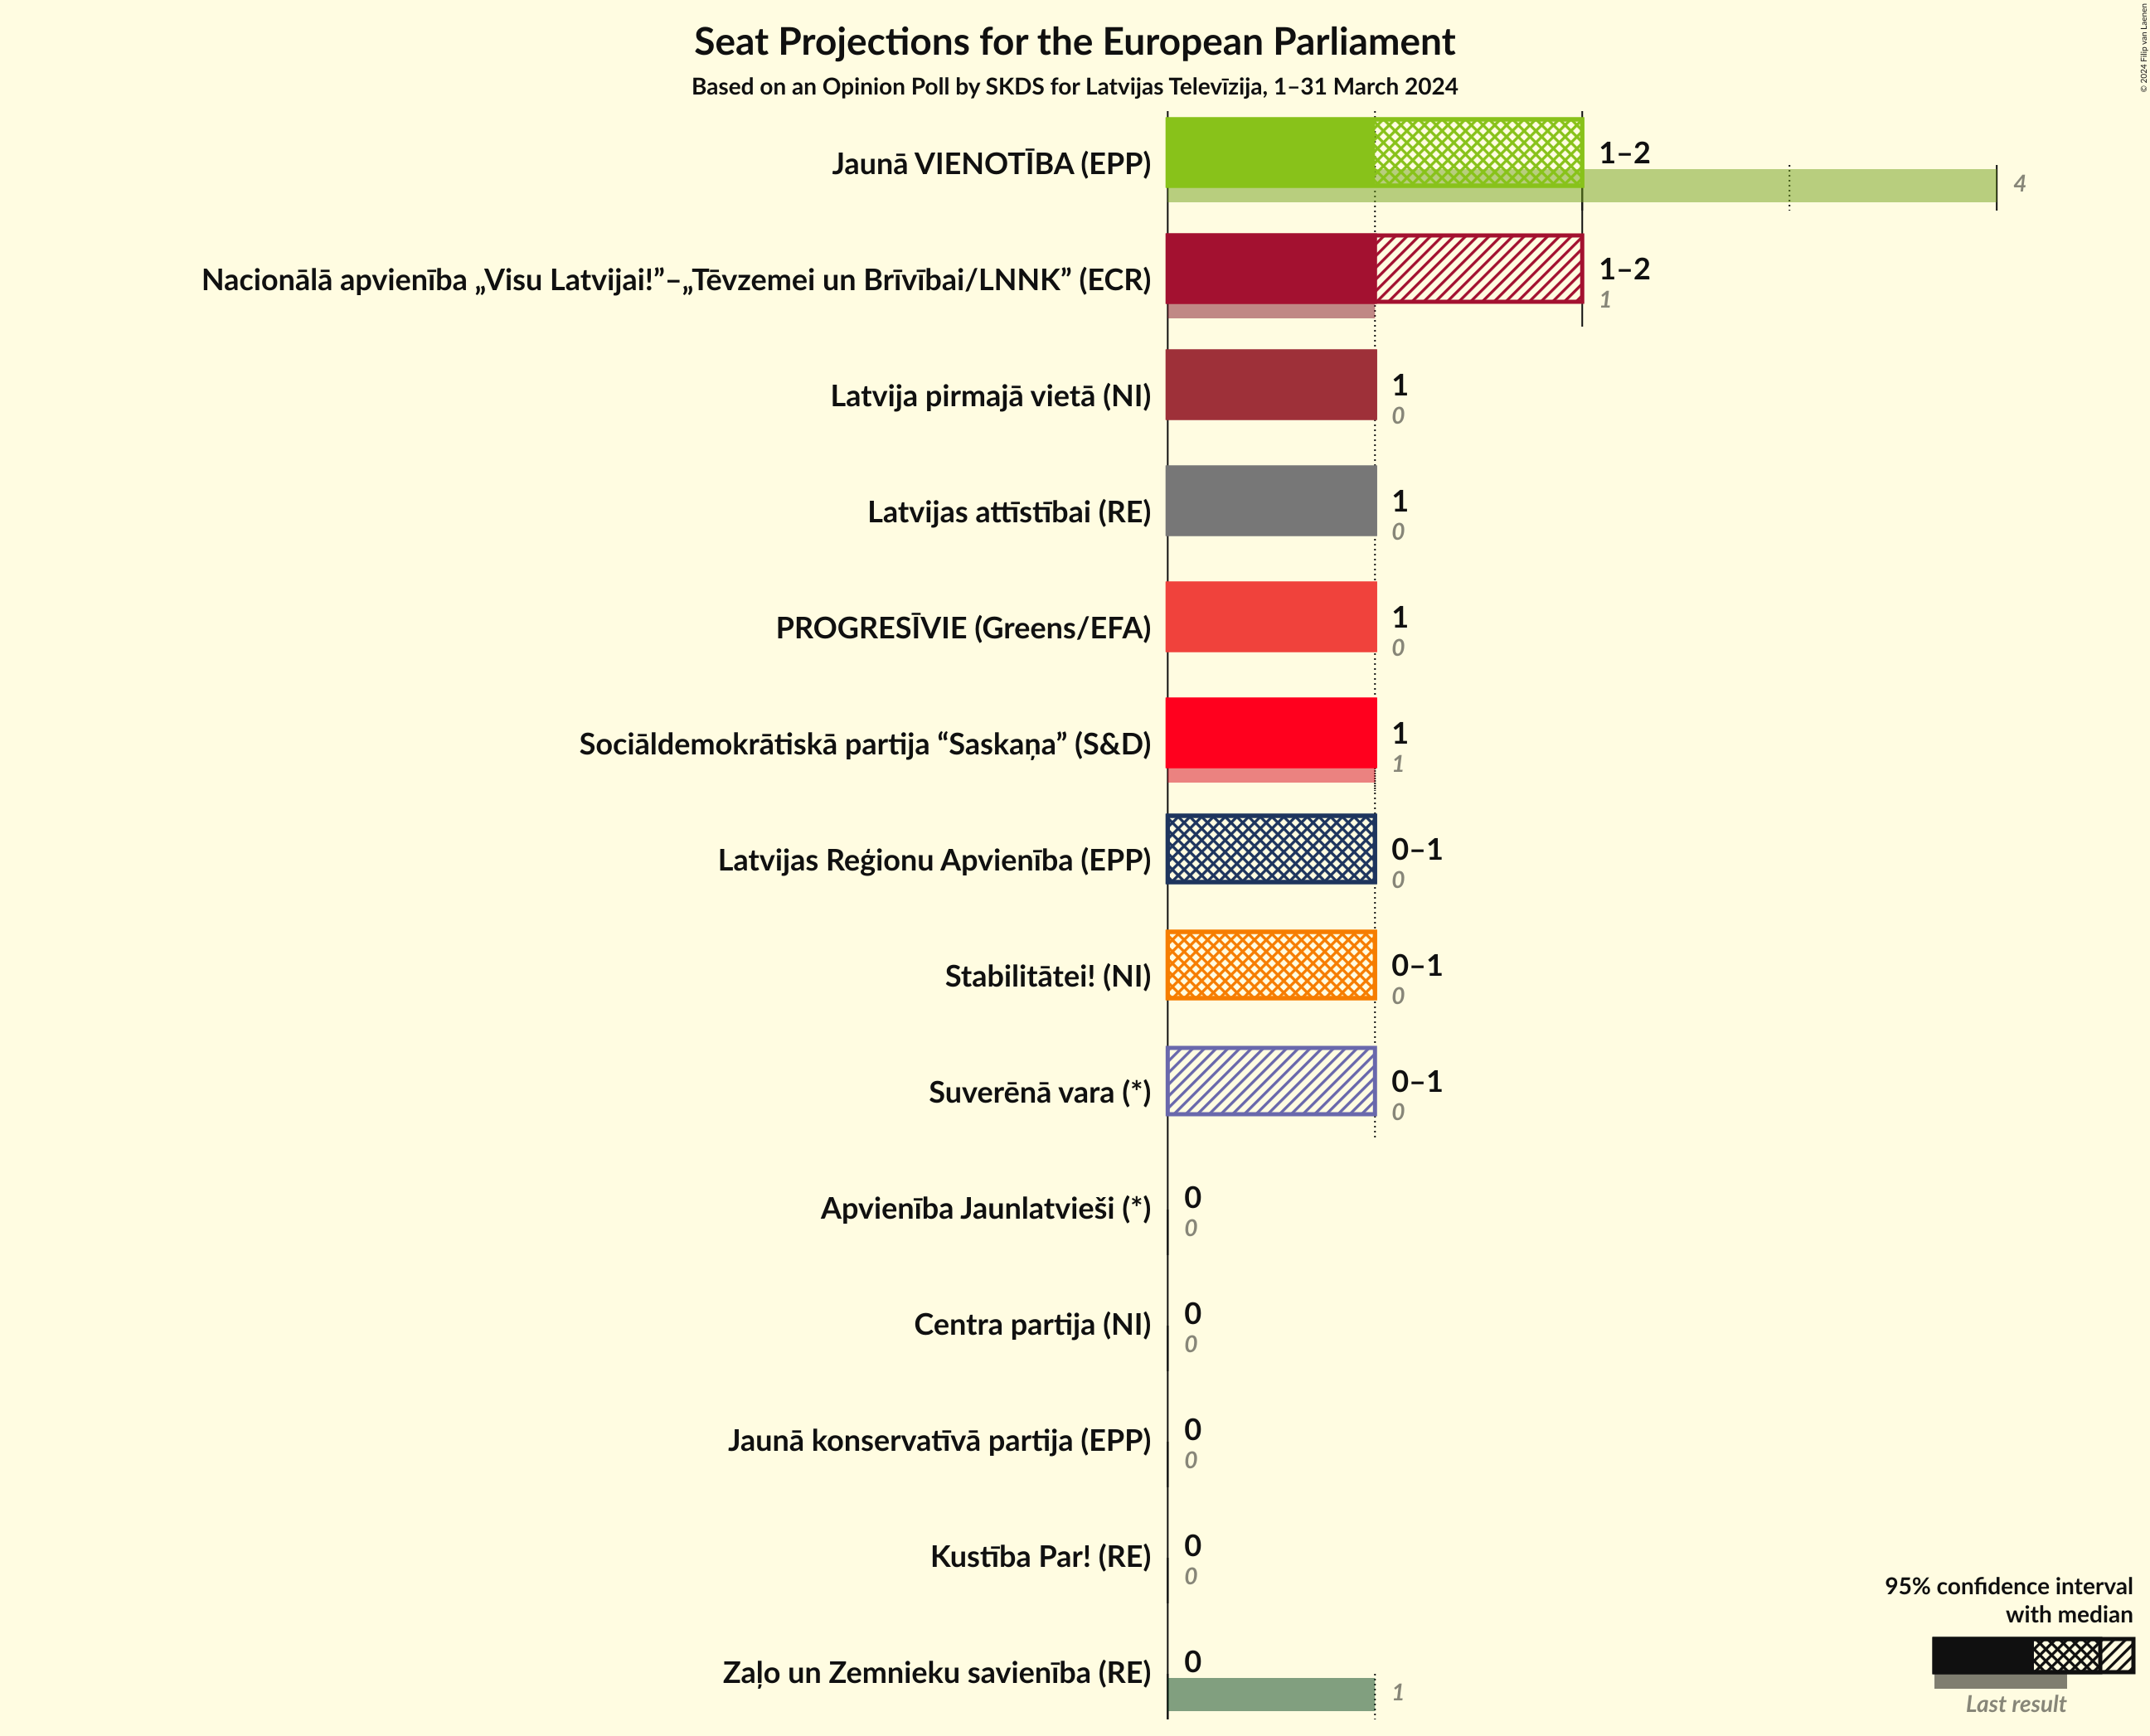 Seat Projections for the European Parliament
Based on an Opinion Poll by SKDS for Latvijas Televīzija, 1–31 March 2024
© 2024 Filip van Laenen
Jaunā VIENOTĪBA (EPP)
1–2
4
Nacionālā apvienība „Visu Latvijai!”–„Tēvzemei un Brīvībai/LNNK” (ECR)
1–2
1
Latvija pirmajā vietā (NI)
1
0
Latvijas attīstībai (RE)
1
0
PROGRESĪVIE (Greens/EFA)
1
0
Sociāldemokrātiskā partija “Saskaņa” (S&D)
1
1
Latvijas Reģionu Apvienība (EPP)
0–1
0
Stabilitātei! (NI)
0–1
0
Suverēnā vara (*)
0–1
0
Apvienība Jaunlatvieši (*)
0
0
Centra partija (NI)
0
0
Jaunā konservatīvā partija (EPP)
0
0
Kustība Par! (RE)
0
0
Zaļo un Zemnieku savienība (RE)
0
1
95% confidence interval
with median
Last result